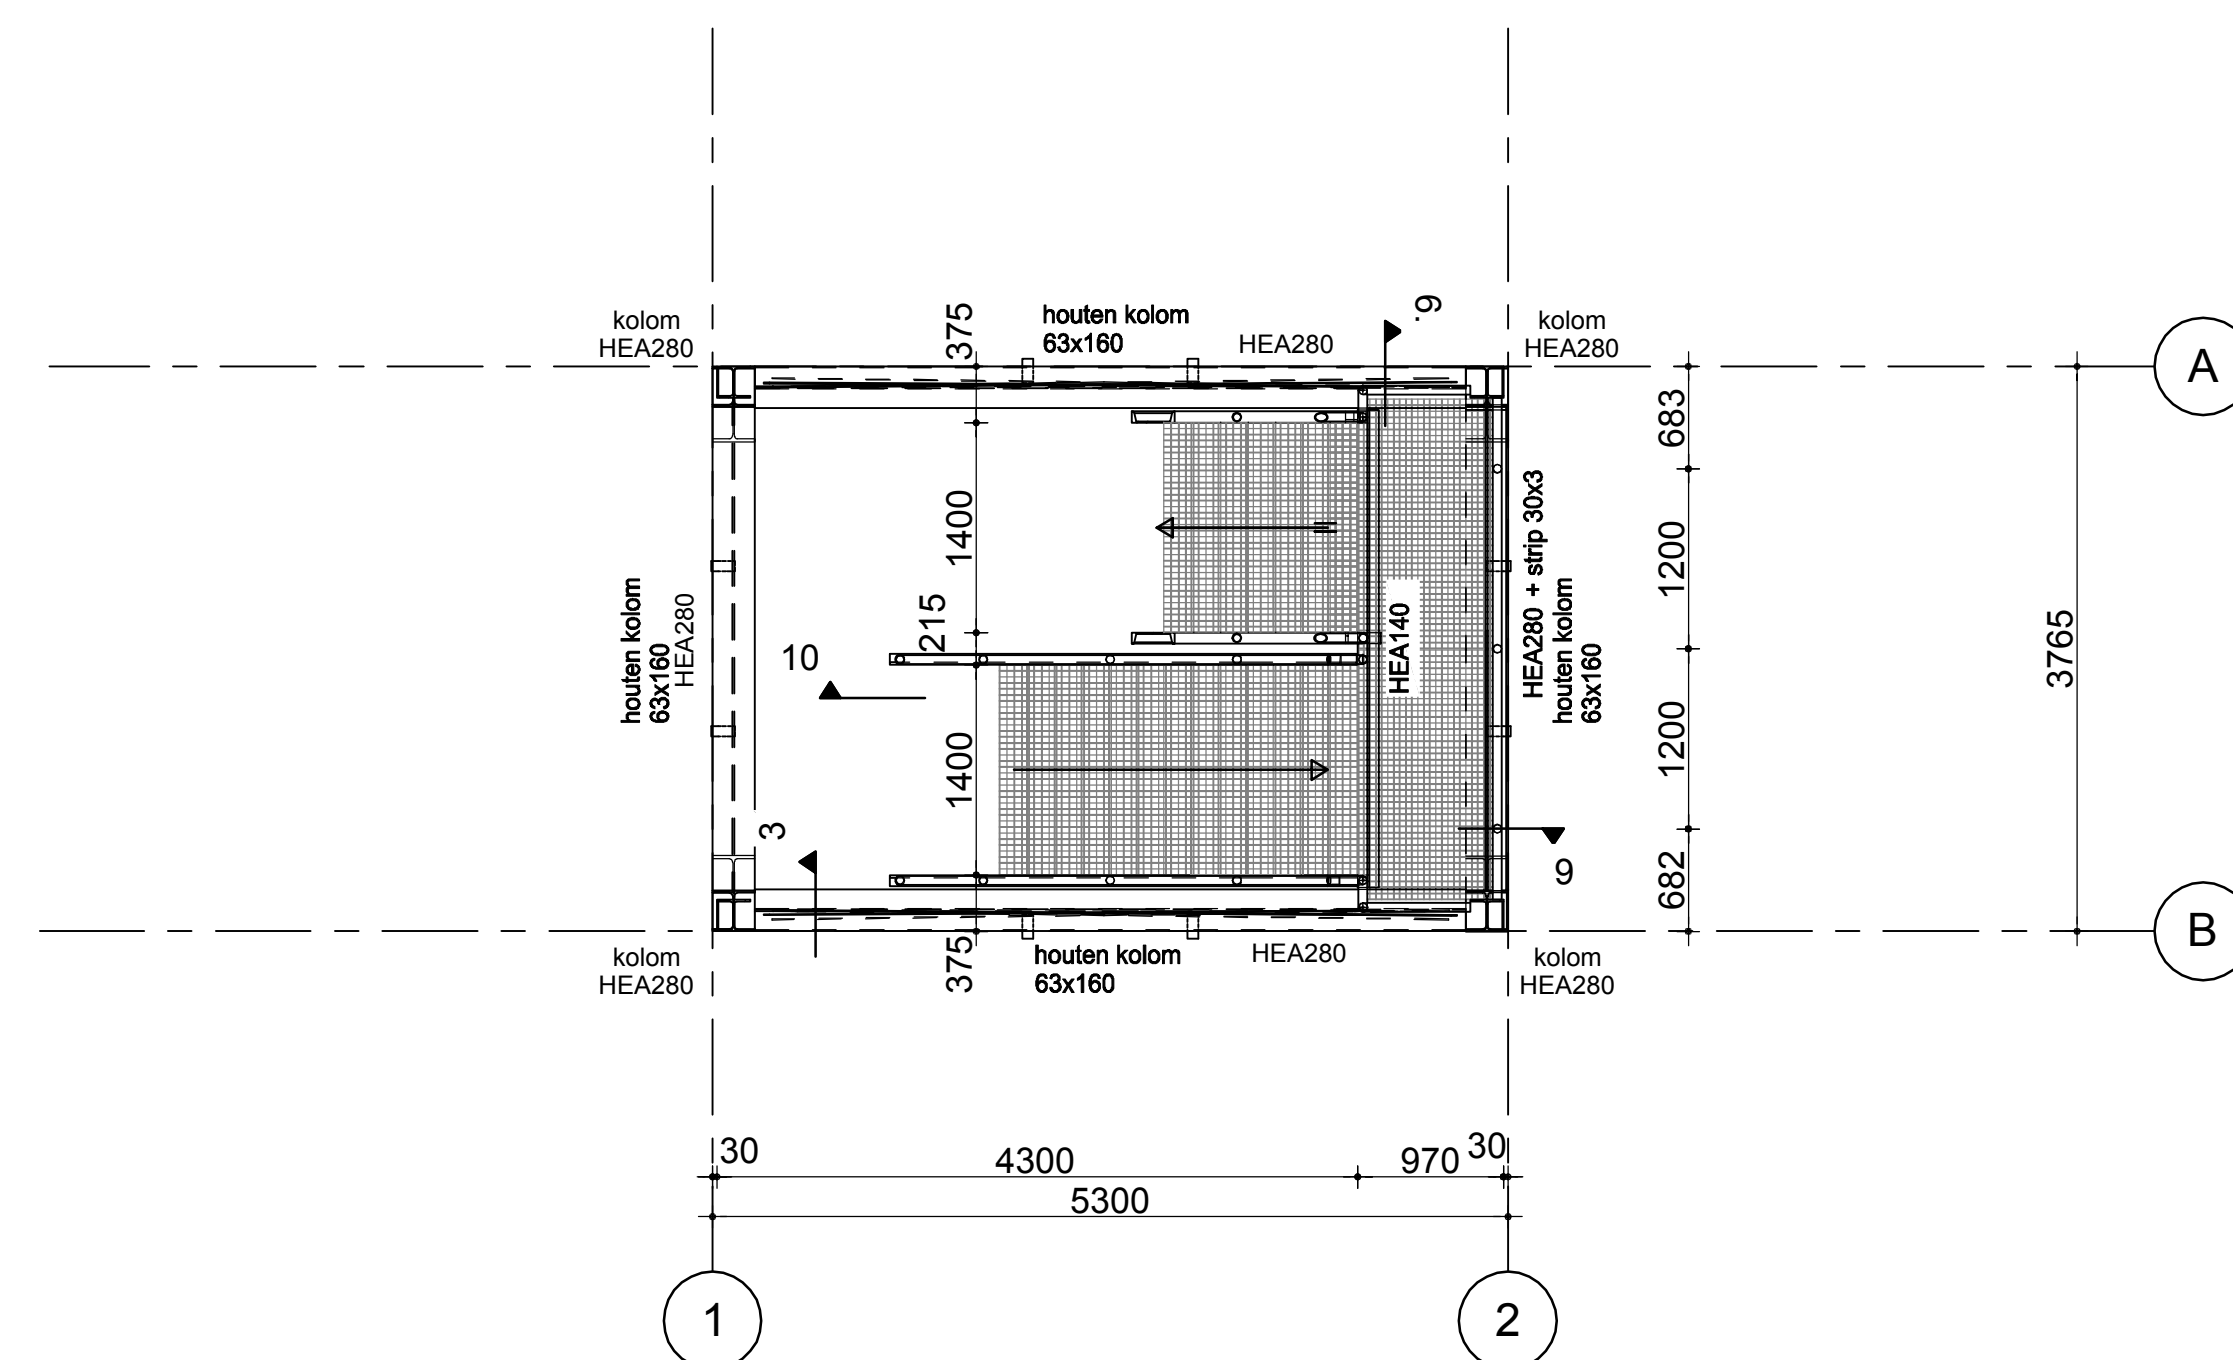 6.
375
houten kolom
63x160
HEA280
kolom
HEA280
kolom
HEA280
A
683
1400
HEA280 + strip 30x3
houten kolom
63x160
1200
215
HEA140
houten kolom
63x160
HEA280
10
3765
1200
1400
3
9
682
B
375
houten kolom
63x160
HEA280
kolom
HEA280
kolom
HEA280
30
4300
970
30
5300
1
2